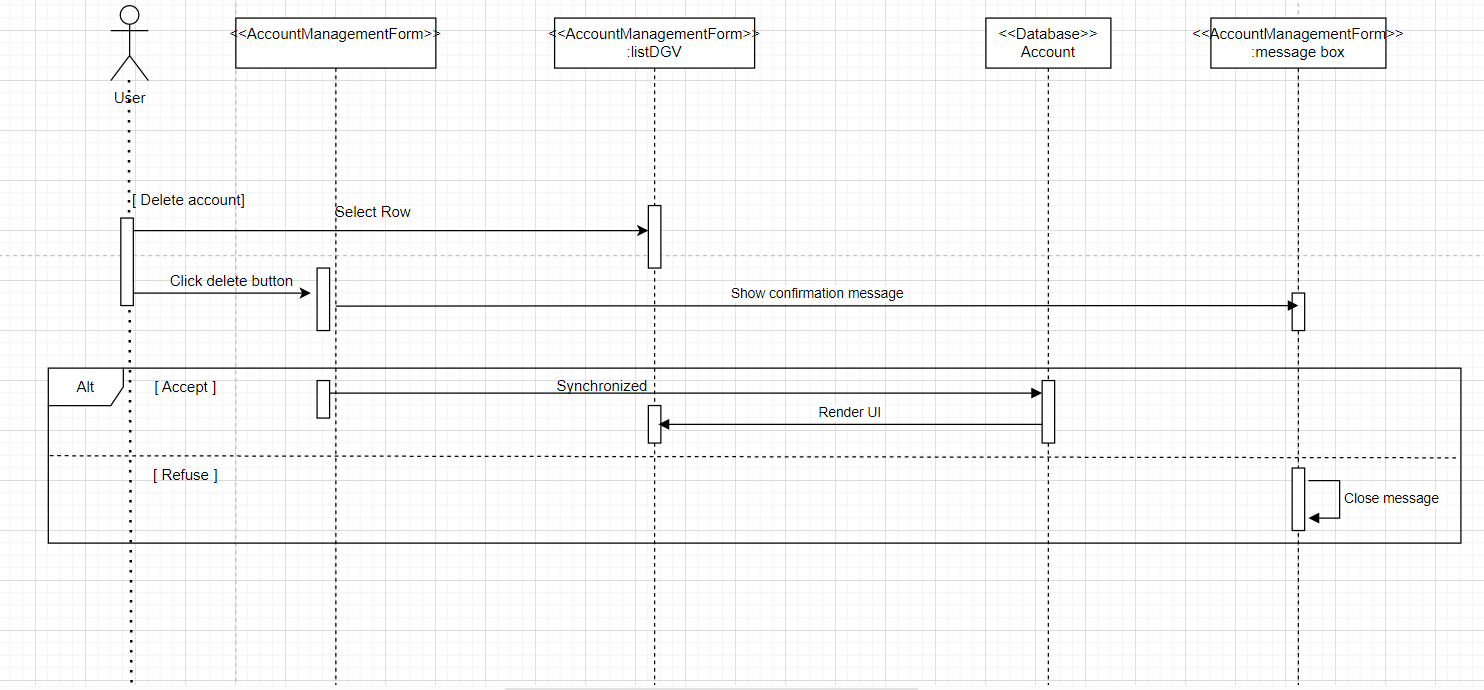 <<AccountManagementForm>>
<<AccountManagementForm>>
:listDGV
<<Database>>
Account
<<AccountManagementForm>>
:message box
User
[ Delete account]
Select Row
Click delete button
Show confirmation message
Alt
[ Accept ]
Synchronized
Render UI
[ Refuse ]
Close message